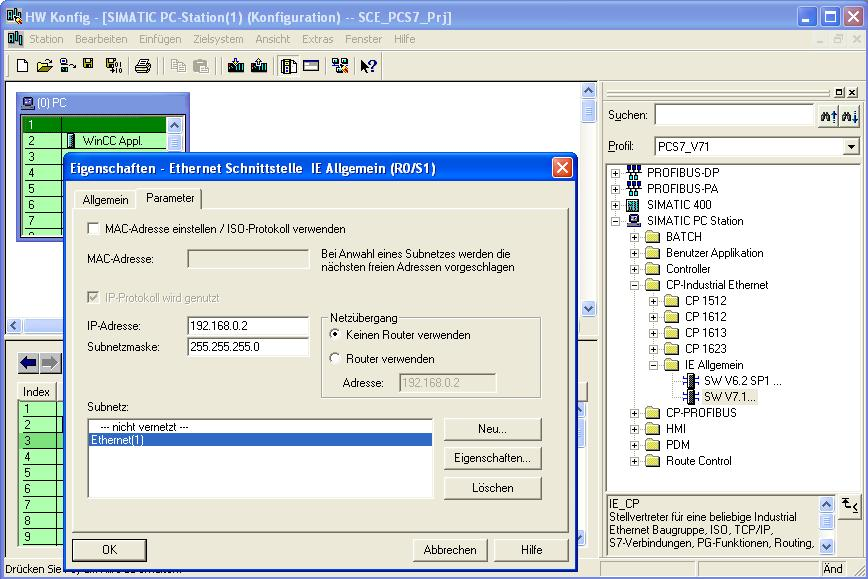 HW Konfig - [SIMATIC PC-Station(1) (Konfiguration) -- SCE_PCS7_Prj]
Station Bearbeiten Einfügen Zielsystem Ansicht Extras Fenster Hilfe
(0) PC
1
2 WinCC Appl.
3
4
5
6
7
Index
1
2
3
4
5
6
7
8
9
Eigenschaften - Ethernet Schnittstelle IE Allgemein (R0/S1)
Allgemein Parameter
MAC-Adresse einstellen / ISO-Protokoll verwenden
MAC-Adresse:
Bei Anwahl eines Subnetzes werden die
nächsten freien Adressen vorgeschlagen
IP-Protokoll wird genutzt
IP-Adresse: 192.168.0.2
Subnetzmaske: 255.255.255.0
Netzübergang
Keinen Router verwenden
Router verwenden
Adresse: 192.168.0.2
Subnetz:
--- nicht vernetzt ---
Ethernet(1)
Neu...
Eigenschaften...
Löschen
OK Abbrechen Hilfe
Suchen:
Profil: PCS7_V71
PROFIBUS-DP
PROFIBUS-PA
SIMATIC 400
SIMATIC PC Station
BATCH
Benutzer Applikation
Controller
CP-Industrial Ethernet
CP 1512
CP 1612
CP 1613
CP 1623
IE Allgemein
SW V6.2 SP1 ...
SW V7.1...
CP-PROFIBUS
HMI
PDM
Route Control
IE_CP
Stellvertreter für eine beliebige Industrial
Ethernet Baugruppe, ISO, TCP/IP,
S7-Verbindungen, PG-Funktionen, Routing,
Drücken Sie
Änd